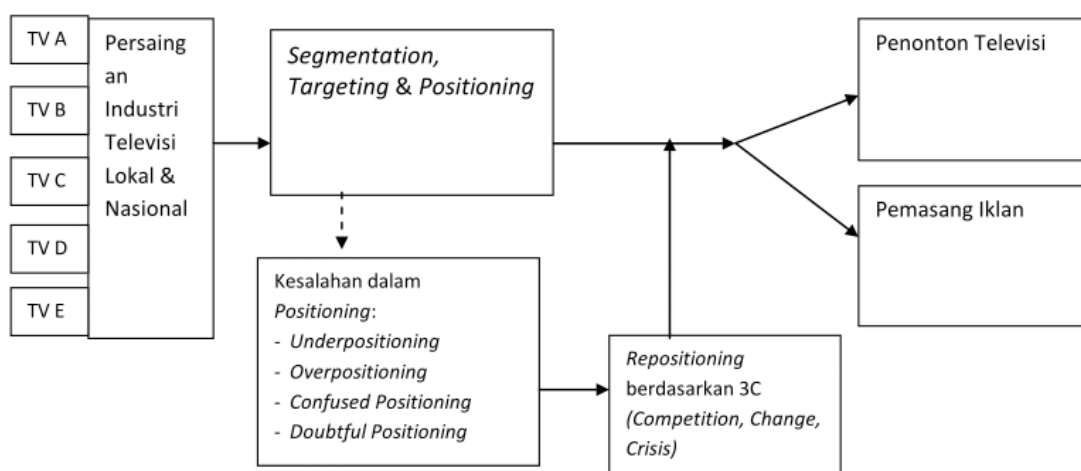 TV A
TV B
TV C
TV D
TV E
Persaing
an
Industri
Televisi
Lokal &
Nasional
Segmentation,
Targeting & Positioning
Kesalahan dalam
Positioning:
- Underpositioning
- Overpositioning
- Confused Positioning
- Doubtful Positioning
Repositioning
berdasarkan 3C
(Competition, Change,
Crisis)
Penonton Televisi
Pemasang Iklan